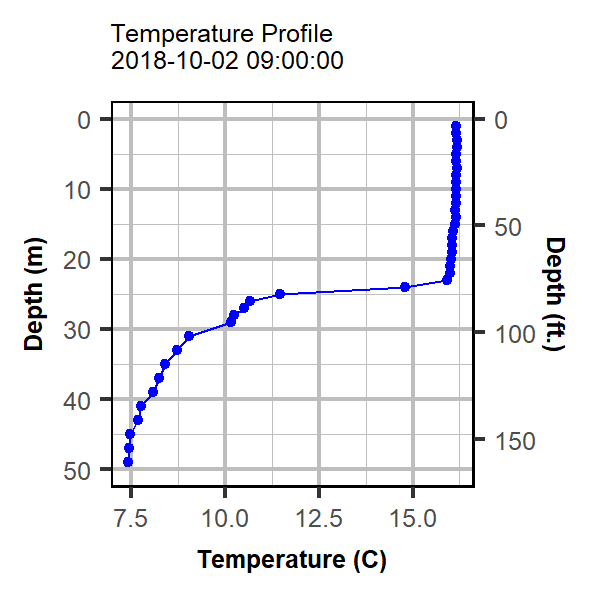 Temperature Profile
2018-10-02 09:00:00
Depth (m)
0
10
20
30
40
50
0
50
100
150
Depth (ft.)
7.5 10.0 12.5 15.0
Temperature (C)